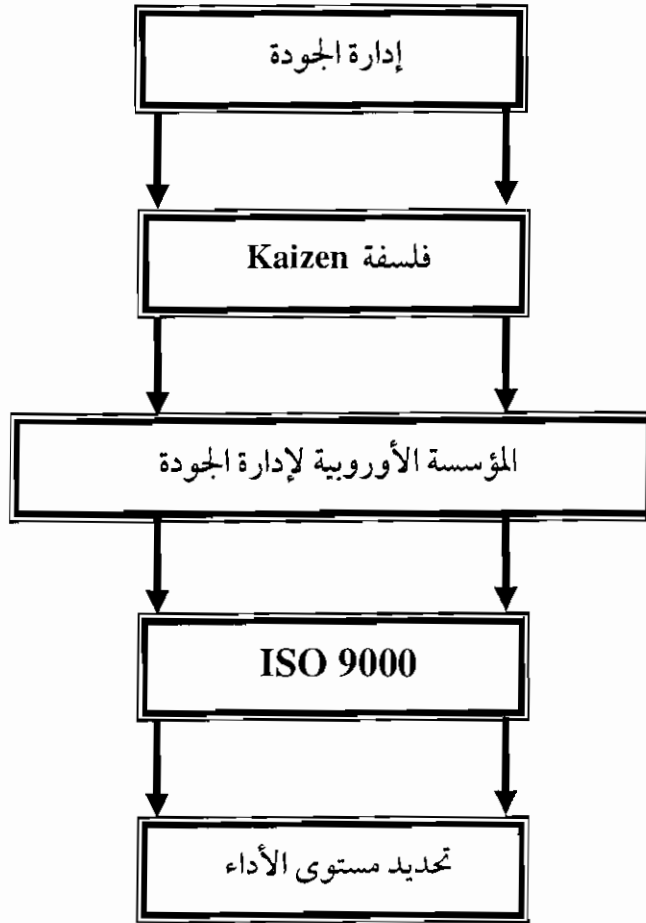 إدارة الجودة
فلسفة Kaizen
المؤسسة الأوروبية لإدارة الجودة
ISO 9000
تحديد مستوى الأداء